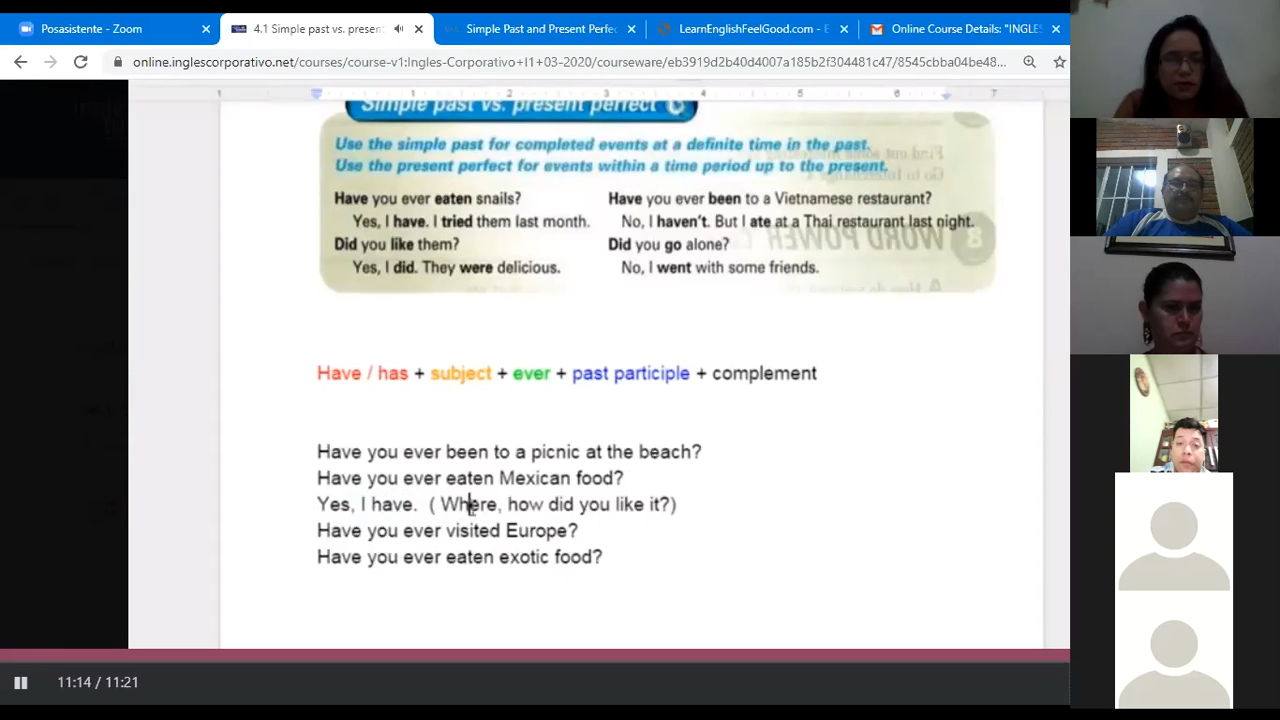 Posasistente - Zoom
4.1 Simple past vs. presen
Simple Past and Present Perfe
LearnEnglishFeelGood.com - E
Online Course Details: "INGLES
online.inglescorporativo.net/courses/course-v1:Ingles-Corporativo+I1+03-2020/courseware/eb3919d2b40d4007a185b2f304481c47/8545cbba04be48...
1 1 2 3 4 5 6 7
Simple past vs. present perfect
Use the simple past for completed events at a definite time in the past.
Use the present perfect for events within a time period up to the present.
Have you ever eaten snails?
Yes, I have. I tried them last month.
Did you like them?
Yes, I did. They were delicious.
Have you ever been to a Vietnamese restaurant?
No, I haven't. But I ate at a Thai restaurant last night.
Did you go alone?
No, I went with some friends.
Have / has + subject + ever + past participle + complement
Have you ever been to a picnic at the beach?
Have you ever eaten Mexican food?
Yes, I have. ( Where, how did you like it?)
Have you ever visited Europe?
Have you ever eaten exotic food?
11:14 / 11:21